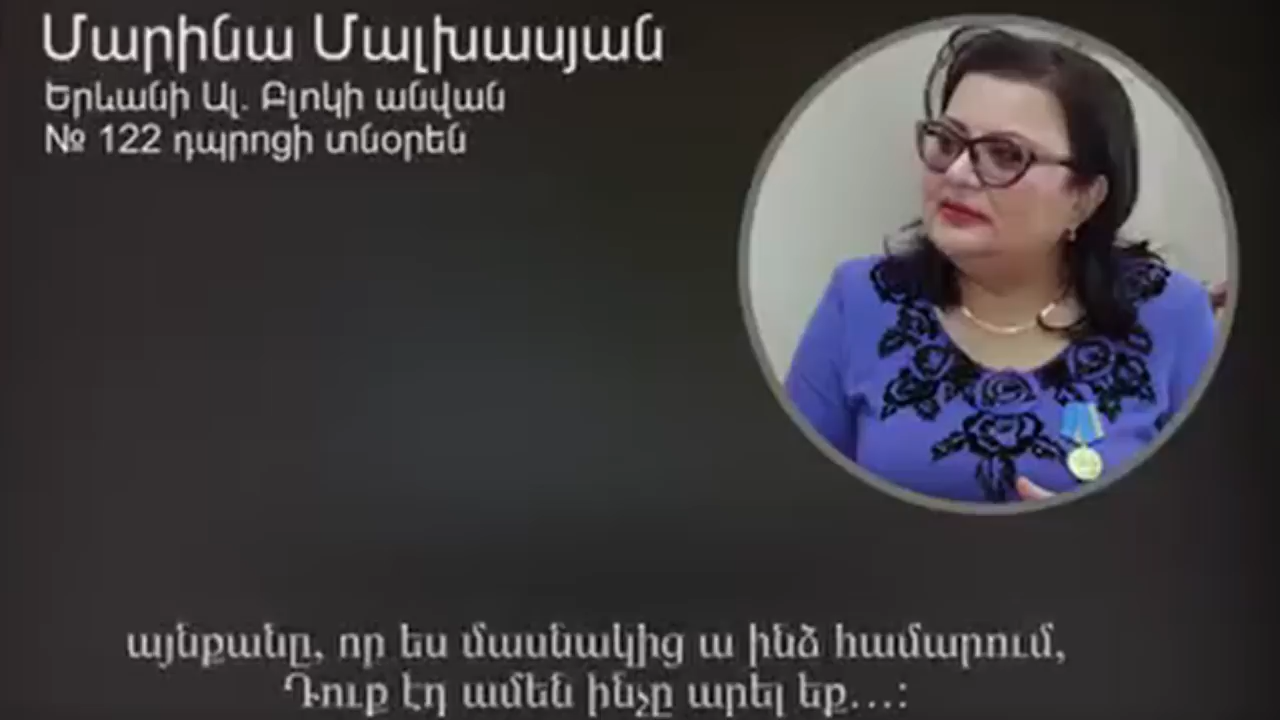 Մարինա Մալխասյան
Երևանի Ալ. Բլոկի անվան
№ 122 դպրոցի տնօրեն
այնքանը, որ ես մասնակից ա ինձ համարում,
Դուք էդ ամեն ինչը արել եք...: